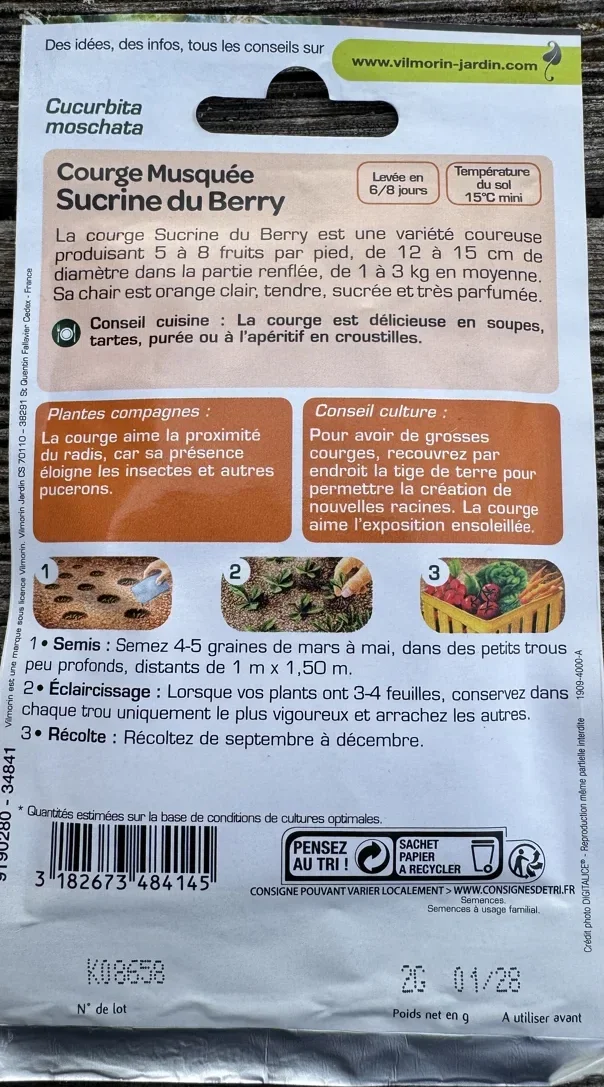 Des idées, des infos, tous les conseils sur
www.vilmorin-jardin.com
Cucurbita
moschata
Courge Musquée
Sucrine du Berry
Levée en
6/8 jours
Température
du sol
15°C mini
La courge Sucrine du Berry est une variété coureuse
produisant 5 à 8 fruits par pied, de 12 à 15 cm de
diamètre dans la partie renflée, de 1 à 3 kg en moyenne.
Sa chair est orange clair, tendre, sucrée et très parfumée.
Conseil cuisine : La courge est délicieuse en soupes,
tartes, purée ou à l'apéritif en croustilles.
Plantes compagnes :
La courge aime la proximité
du radis, car sa présence
éloigne les insectes et autres
pucerons.
Conseil culture :
Pour avoir de grosses
courges, recouvrez par
endroit la tige de terre pour
permettre la création de
nouvelles racines. La courge
aime l'exposition ensoleillée.
1
2
3
1• Semis : Semez 4-5 graines de mars à mai, dans des petits trous
peu profonds, distants de 1 m x 1,50 m.
2• Éclaircissage : Lorsque vos plants ont 3-4 feuilles, conservez dans
chaque trou uniquement le plus vigoureux et arrachez les autres.
3• Récolte : Récoltez de septembre à décembre.
* Quantités estimées sur la base de conditions de cultures optimales.
3 182673 484145
PENSEZ
AU TRI !
SACHET
PAPIER
A RECYCLER
CONSIGNE POUVANT VARIER LOCALEMENT > WWW.CONSIGNESDETRI.FR
Semences.
Semences à usage familial.
K08658
N° de lot
2G 01/28
Poids net en g
A utiliser avant
9190280 - 34841
Vilmorin est une marque sous licence Vilmorin. Vilmorin Jardin CS 70110 - 38291 St Quentin Fallavier Cedex - France
Crédit photo DIGITALICE® - Reproduction même partielle interdite
1909-4000-A